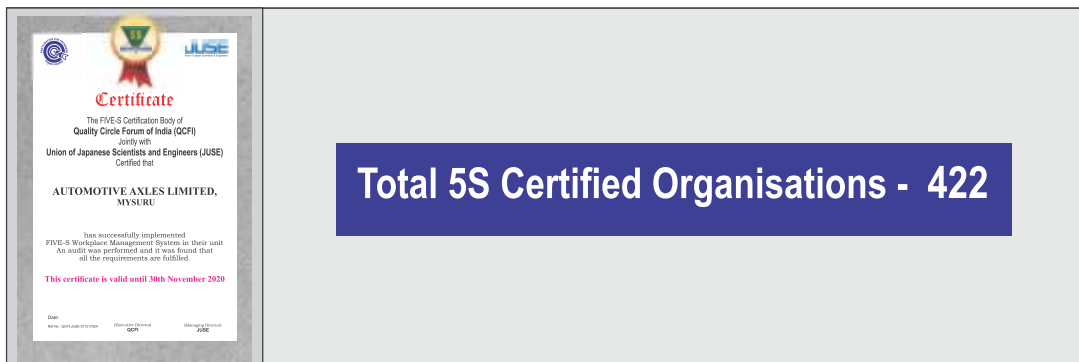 5S
JUSE
Certificate
The FIVE-S Certification Body of
Quality Circle Forum of India (QCFI)
Jointly with
Union of Japanese Scientists and Engineers (JUSE)
Certified that
AUTOMOTIVE AXLES LIMITED,
MYSURU
has successfully implemented
FIVE-S Workplace Management System in their unit
An audit was performed and it was found that
all the requirements are fulfilled.
This certificate is valid until 30th November 2020
Date:
(Executive Director)
QCFI
(Managing Director)
JUSE
Total 5S Certified Organisations - 422